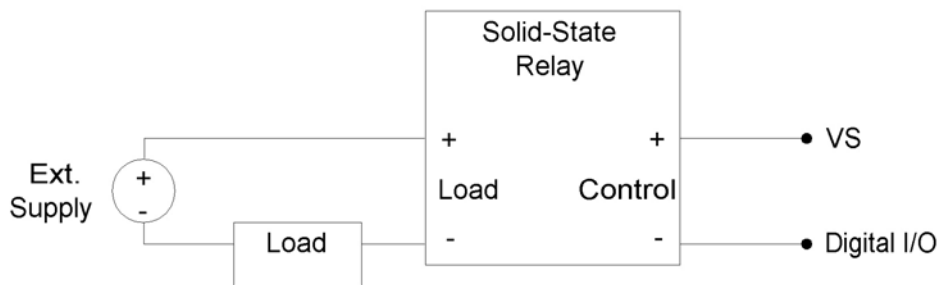 Solid-State
Relay
+ + VS
Ext. +
Supply -
Load Control
Load - - Digital I/O